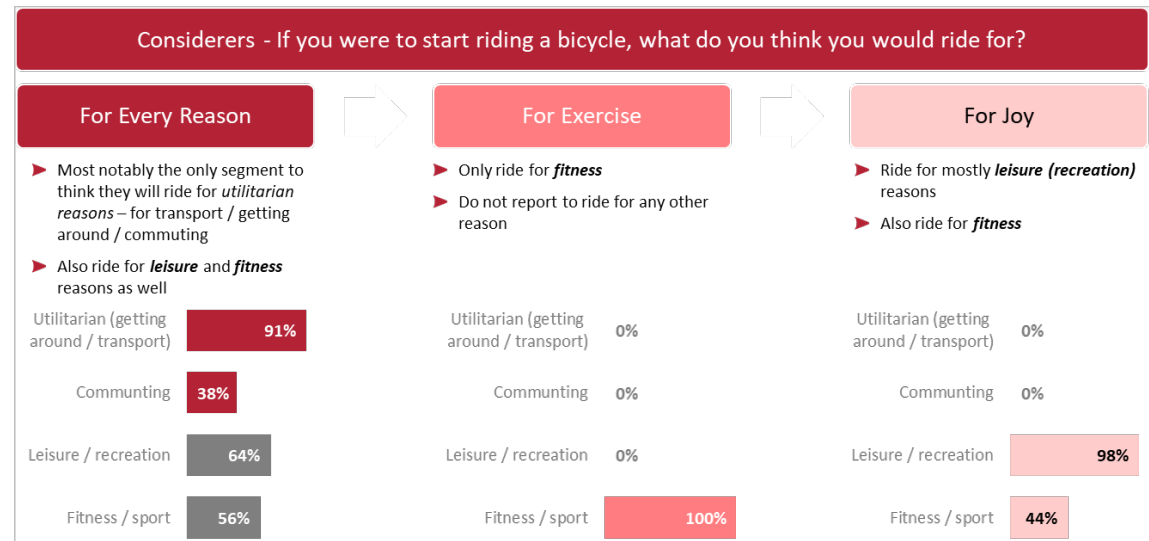 Considerers - If you were to start riding a bicycle, what do you think you would ride for?
For Every Reason
Most notably the only segment to
think they will ride for utilitarian
reasons – for transport / getting
around / commuting
Also ride for leisure and fitness
reasons as well
Utilitarian (getting
around / transport)
91%
Communting
38%
Leisure / recreation
64%
Fitness / sport
56%
For Exercise
Only ride for fitness
Do not report to ride for any other
reason
Utilitarian (getting
around / transport)
0%
Communting
0%
Leisure / recreation
0%
Fitness / sport
100%
For Joy
Ride for mostly leisure (recreation)
reasons
Also ride for fitness
Utilitarian (getting
around / transport)
0%
Communting
0%
Leisure / recreation
98%
Fitness / sport
44%